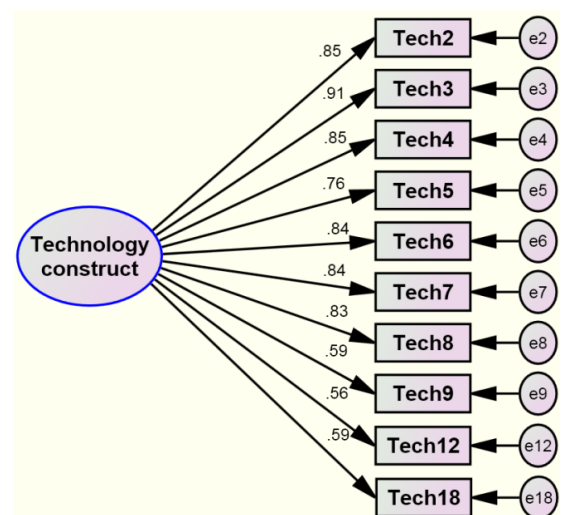 .85
Tech2
e2
.91
Tech3
e3
.85
Tech4
e4
.76
Tech5
e5
Technology
construct
.84
Tech6
e6
.84
Tech7
e7
.83
Tech8
e8
.59
Tech9
e9
.56
Tech12
e12
.59
Tech18
e18